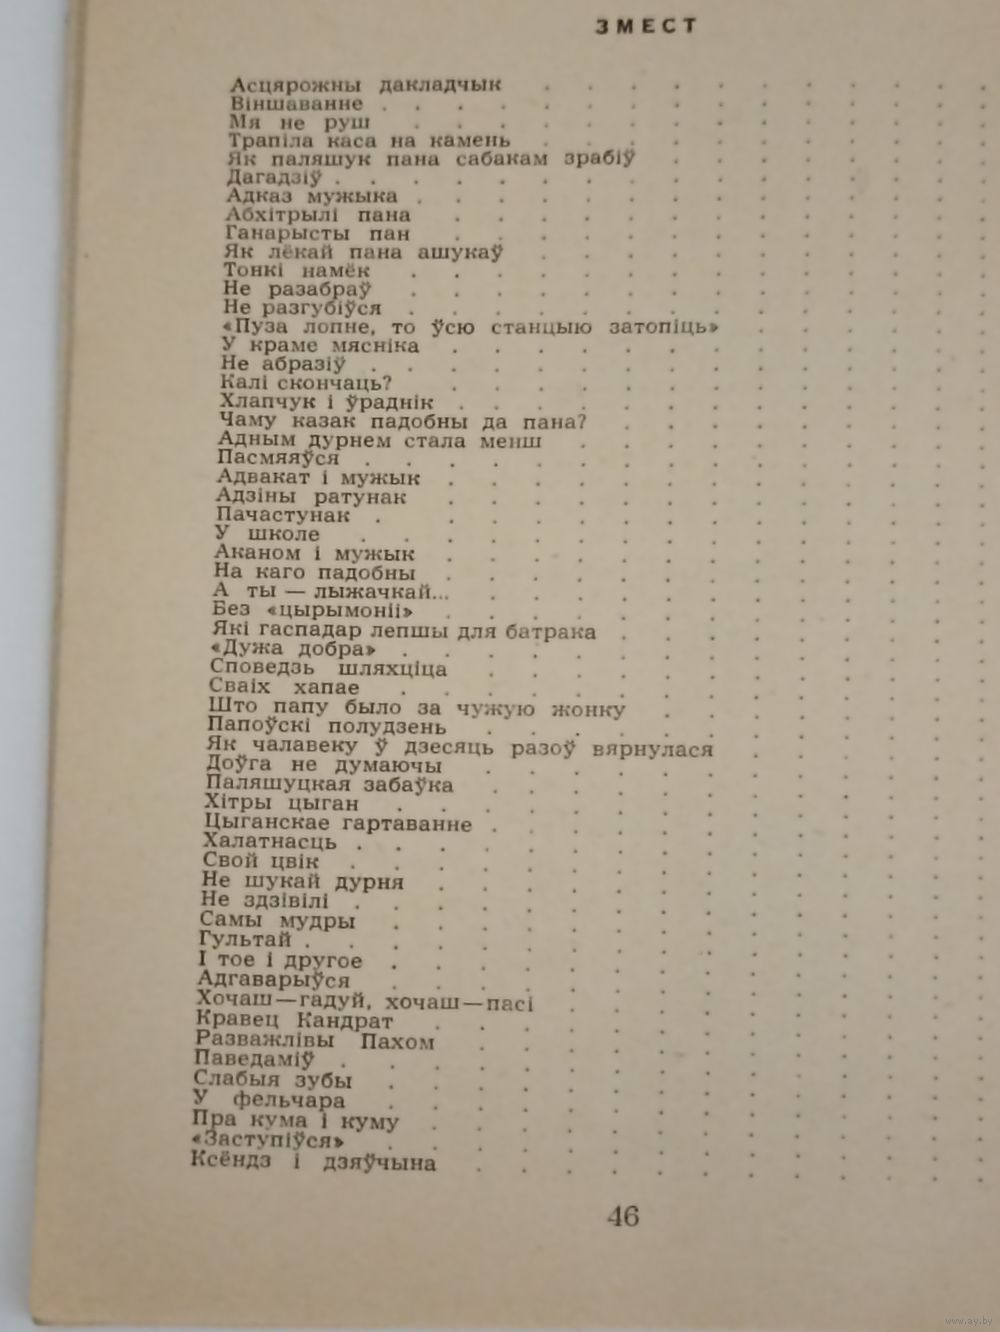 ЗМЕСТ
Асцярожны дакладчык
Віншаванне
Мя не руш
Трапіла каса на камень
Як паляшук пана сабакам зрабіў
Дагадзіў
Адказ мужыка
Абхітрылі пана
Ганарысты пан
Як лёкай пана ашукаў
Тонкі намёк
Не разабраў
Не разгубіўся
«Пуза лопне, то ўсю станцыю затопіць»
У краме мясніка
Не абразіў
Калі скончаць?
Хлапчук і ўраднік
Чаму казак падобны да пана?
Адным дурнем стала менш
Пасмяяўся
Адвакат і мужык
Адзіны ратунак
Пачастунак
У школе
Аканом і мужык
На каго падобны
А ты — лыжачкай...
Без «цырымоніі»
Які гаспадар лепшы для батрака
«Дужа добра»
Споведзь шляхціца
Сваіх хапае
Што папу было за чужую жонку
Папоўскі полудзень
Як чалавеку ў дзесяць разоў вярнулася
Доўга не думаючы
Паляшуцкая забаўка
Хітры цыган
Цыганскае гартаванне
Халатнасць
Свой цвік
Не шукай дурня
Не здзівілі
Самы мудры
Гультай
І тое і другое
Адгаварыўся
Хочаш—гадуй, хочаш—пасі
Кравец Кандрат
Разважлівы Пахом
Паведаміў
Слабыя зубы
У фельчара
Пра кума і куму
«Заступіўся»
Ксёндз і дзяўчына
46
www.ay.by